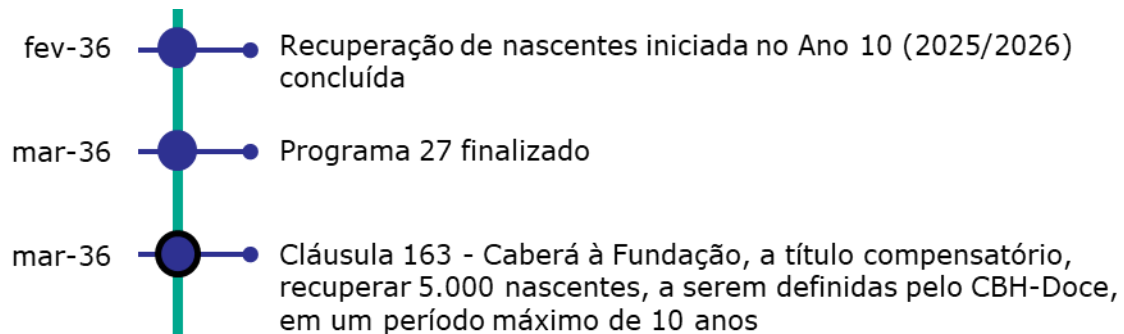 fev-36 Recuperação de nascentes iniciada no Ano 10 (2025/2026)
concluída
mar-36 Programa 27 finalizado
mar-36 Cláusula 163 - Caberá à Fundação, a título compensatório,
recuperar 5.000 nascentes, a serem definidas pelo CBH-Doce,
em um período máximo de 10 anos